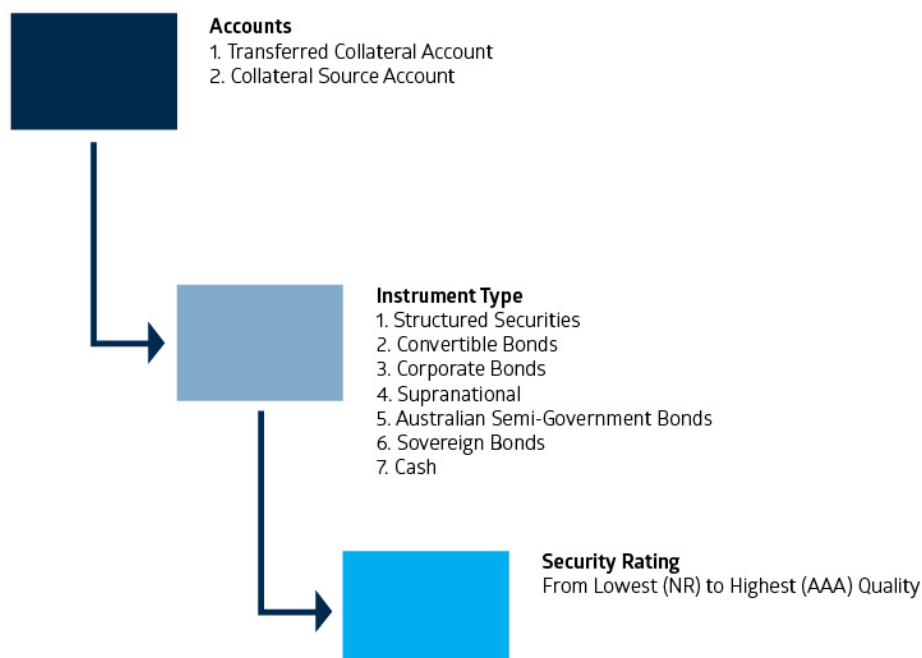 Accounts
1. Transferred Collateral Account
2. Collateral Source Account
Instrument Type
1. Structured Securities
2. Convertible Bonds
3. Corporate Bonds
4. Supranational
5. Australian Semi-Government Bonds
6. Sovereign Bonds
7. Cash
Security Rating
From Lowest (NR) to Highest (AAA) Quality